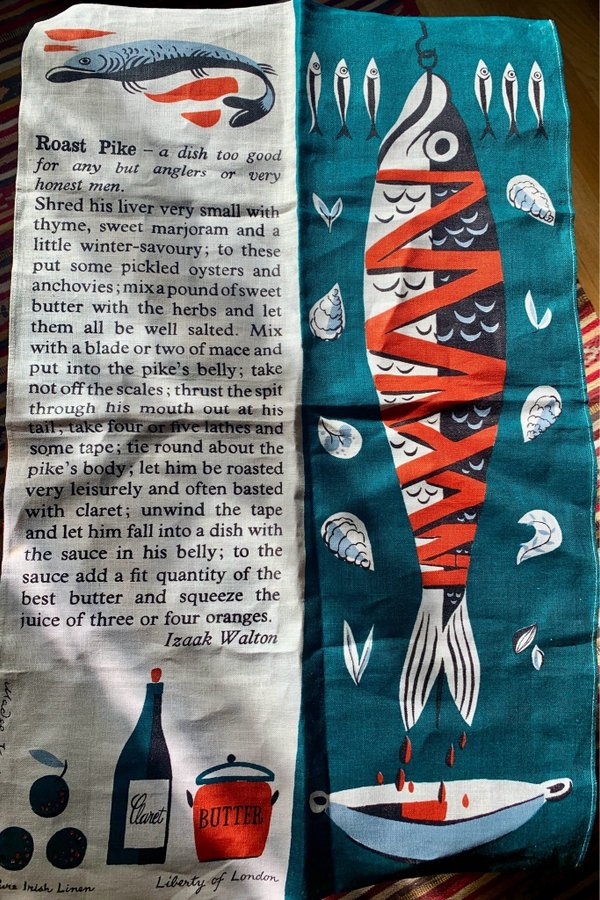 Roast Pike – a dish too good
for any but anglers or very
honest men.
Shred his liver very small with
thyme, sweet marjoram and a
little winter-savoury; to these
put some pickled oysters and
anchovies; mix a pound of sweet
butter with the herbs and let
them all be well salted. Mix
with a blade or two of mace and
put into the pike's belly; take
not off the scales; thrust the spit
through his mouth out at his
tail; take four or five lathes and
some tape; tie round about the
pike's body; let him be roasted
very leisurely and often basted
with claret; unwind the tape
and let him fall into a dish with
the sauce in his belly; to the
sauce add a fit quantity of the
best butter and squeeze the
juice of three or four oranges.
Izaak Walton
Claret
BUTTER
Irish Linen
Liberty of London